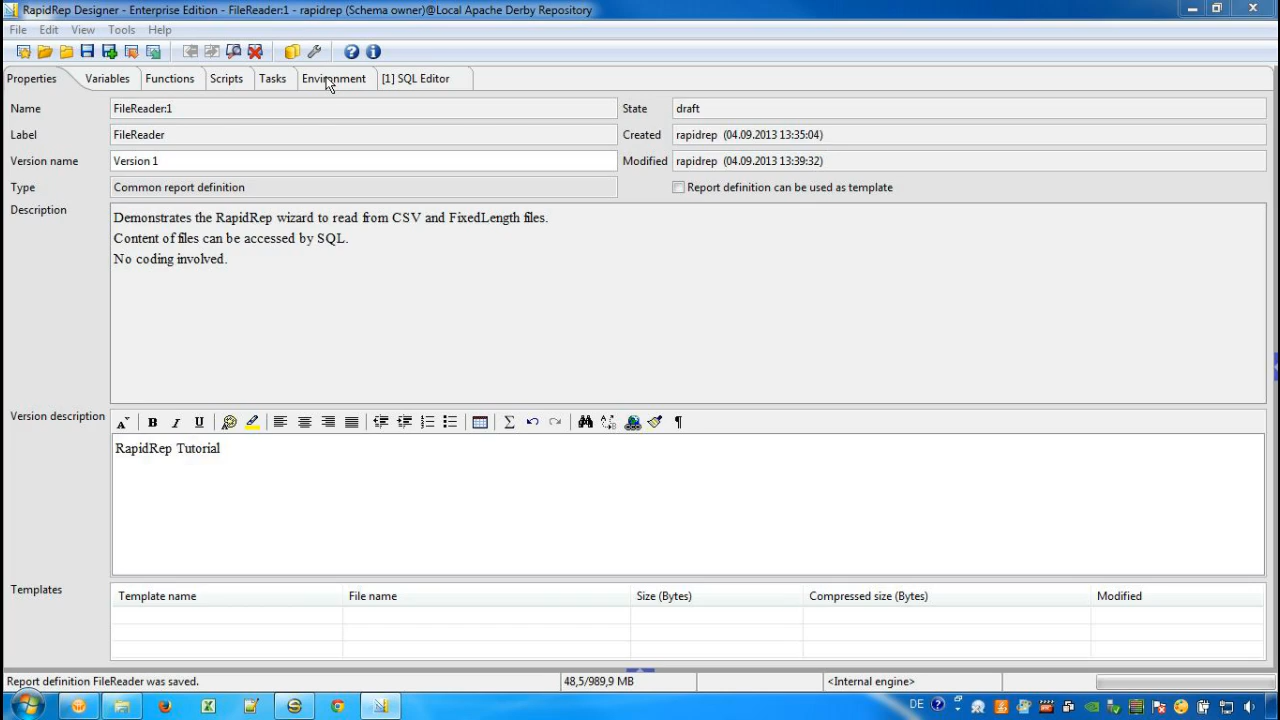 RapidRep Designer - Enterprise Edition - FileReader:1 - rapidrep (Schema owner)@Local Apache Derby Repository
File Edit View Tools Help
Properties Variables Functions Scripts Tasks Environment [1] SQL Editor
Name FileReader:1 State draft
Label FileReader Created rapidrep (04.09.2013 13:35:04)
Version name Version 1 Modified rapidrep (04.09.2013 13:39:32)
Type Common report definition Report definition can be used as template
Description Demonstrates the RapidRep wizard to read from CSV and FixedLength files.
Content of files can be accessed by SQL.
No coding involved.
Version description
RapidRep Tutorial
Templates Template name File name Size (Bytes) Compressed size (Bytes) Modified
Report definition FileReader was saved. 48,5/989,9 MB <Internal engine>
DE